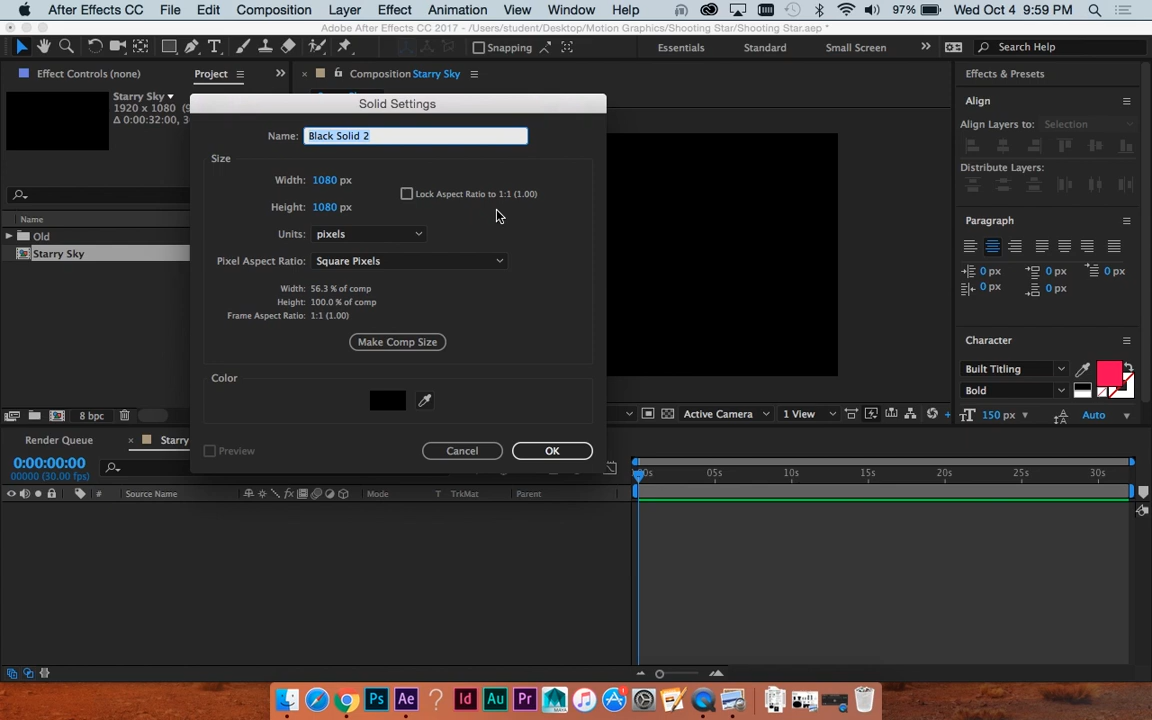 After Effects CC File Edit Composition Layer Effect Animation View Window Help 97% Wed Oct 4 9:59 PM
Adobe After Effects CC 2017 - /Users/student/Desktop/Motion Graphics/Shooting Star/Shooting Star.aep *
Snapping Essentials Standard Small Screen Search Help
Effect Controls (none) Project Composition Starry Sky Effects & Presets
Starry Sky
1920 x 1080
Δ 0:00:32:00, 3
Solid Settings
Name: Black Solid 2
Size
Width: 1080 px
Lock Aspect Ratio to 1:1 (1.00)
Height: 1080 px
Units: pixels
Pixel Aspect Ratio: Square Pixels
Width: 56.3 % of comp
Height: 100.0 % of comp
Frame Aspect Ratio: 1:1 (1.00)
Make Comp Size
Color
Preview Cancel OK
Name
Old
Starry Sky
8 bpc
Active Camera 1 View
Align
Align Layers to: Selection
Distribute Layers:
Paragraph
0 px 0 px 0 px
0 px 0 px
Character
Built Titling
Bold
150 px Auto
Render Queue Starry
0:00:00:00
00000 (30.00 fps)
# Source Name Mode T TrkMat Parent
05s 10s 15s 20s 25s 30s
Ps Ae ? Id Au Pr